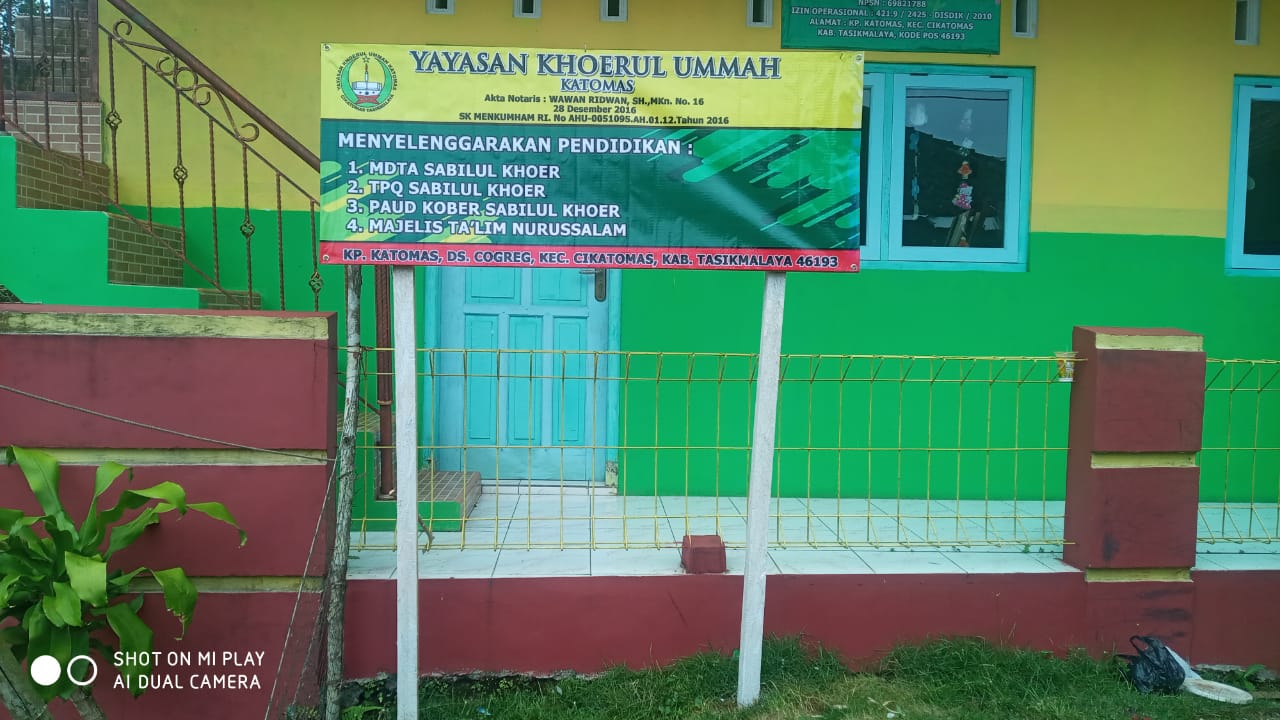 NPSN : 69821788
IZIN OPERASIONAL : 421.9 / 2425 - DISDIK / 2010
ALAMAT : KP. KATOMAS, KEC. CIKATOMAS
KAB. TASIKMALAYA, KODE POS 46193
YAYASAN KHOERUL UMMAH
KATOMAS
Akta Notaris : WAWAN RIDWAN, SH.,MKn. No. 16
28 Desember 2016
SK MENKUMHAM RI. No AHU-0051095.AH.01.12.Tahun 2016
MENYELENGGARAKAN PENDIDIKAN :
1. MDTA SABILUL KHOER
2. TPQ SABILUL KHOER
3. PAUD KOBER SABILUL KHOER
4. MAJELIS TA'LIM NURUSSALAM
KP. KATOMAS, DS. COGREG, KEC. CIKATOMAS, KAB. TASIKMALAYA 46193
SHOT ON MI PLAY
AI DUAL CAMERA